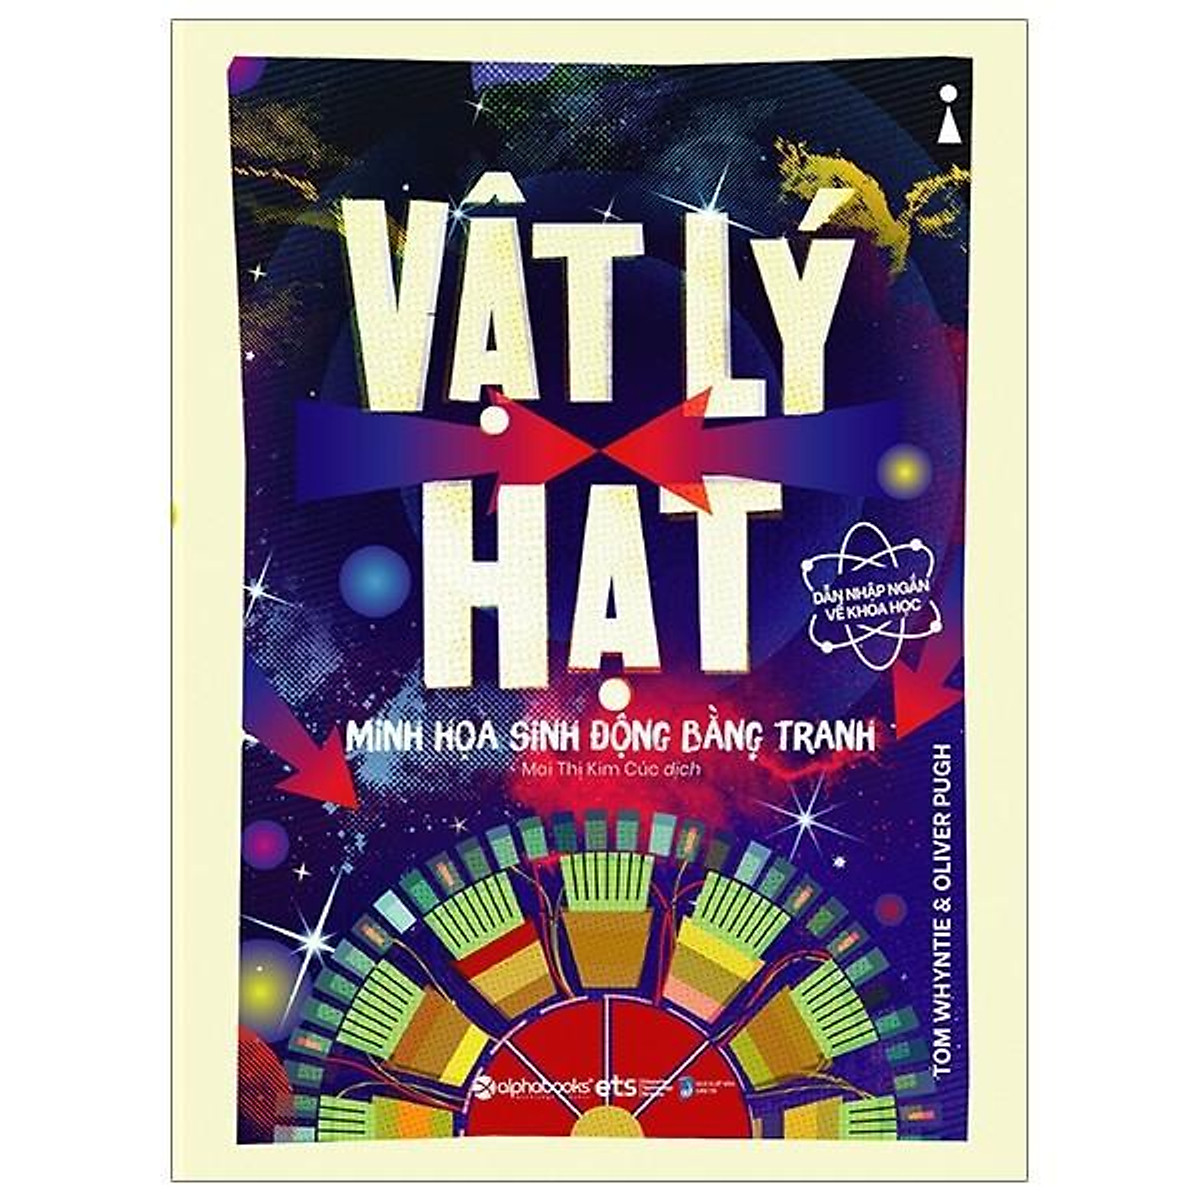 VẬT LÝ
HẠT
DẪN NHẬP NGẮN
VỀ KHOA HỌC
MINH HỌA SINH ĐỘNG BẰNG TRANH
Mai Thị Kim Cúc dịch
TOM WHYNTIE & OLIVER PUGH
alphabooks
ets